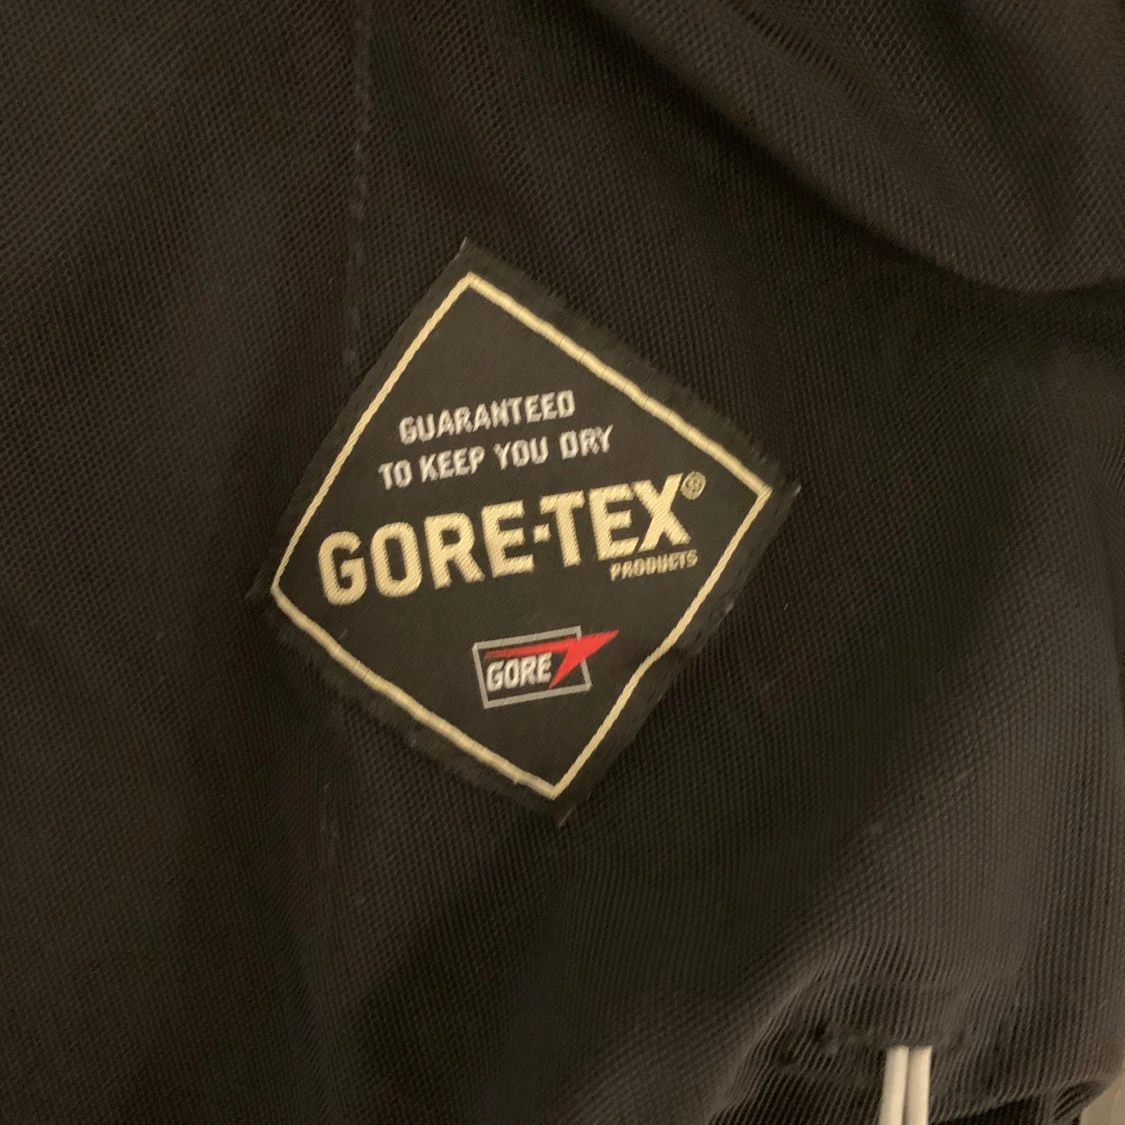 GUARANTEED
TO KEEP YOU DRY
GORE-TEX®
PRODUCTS
GORE